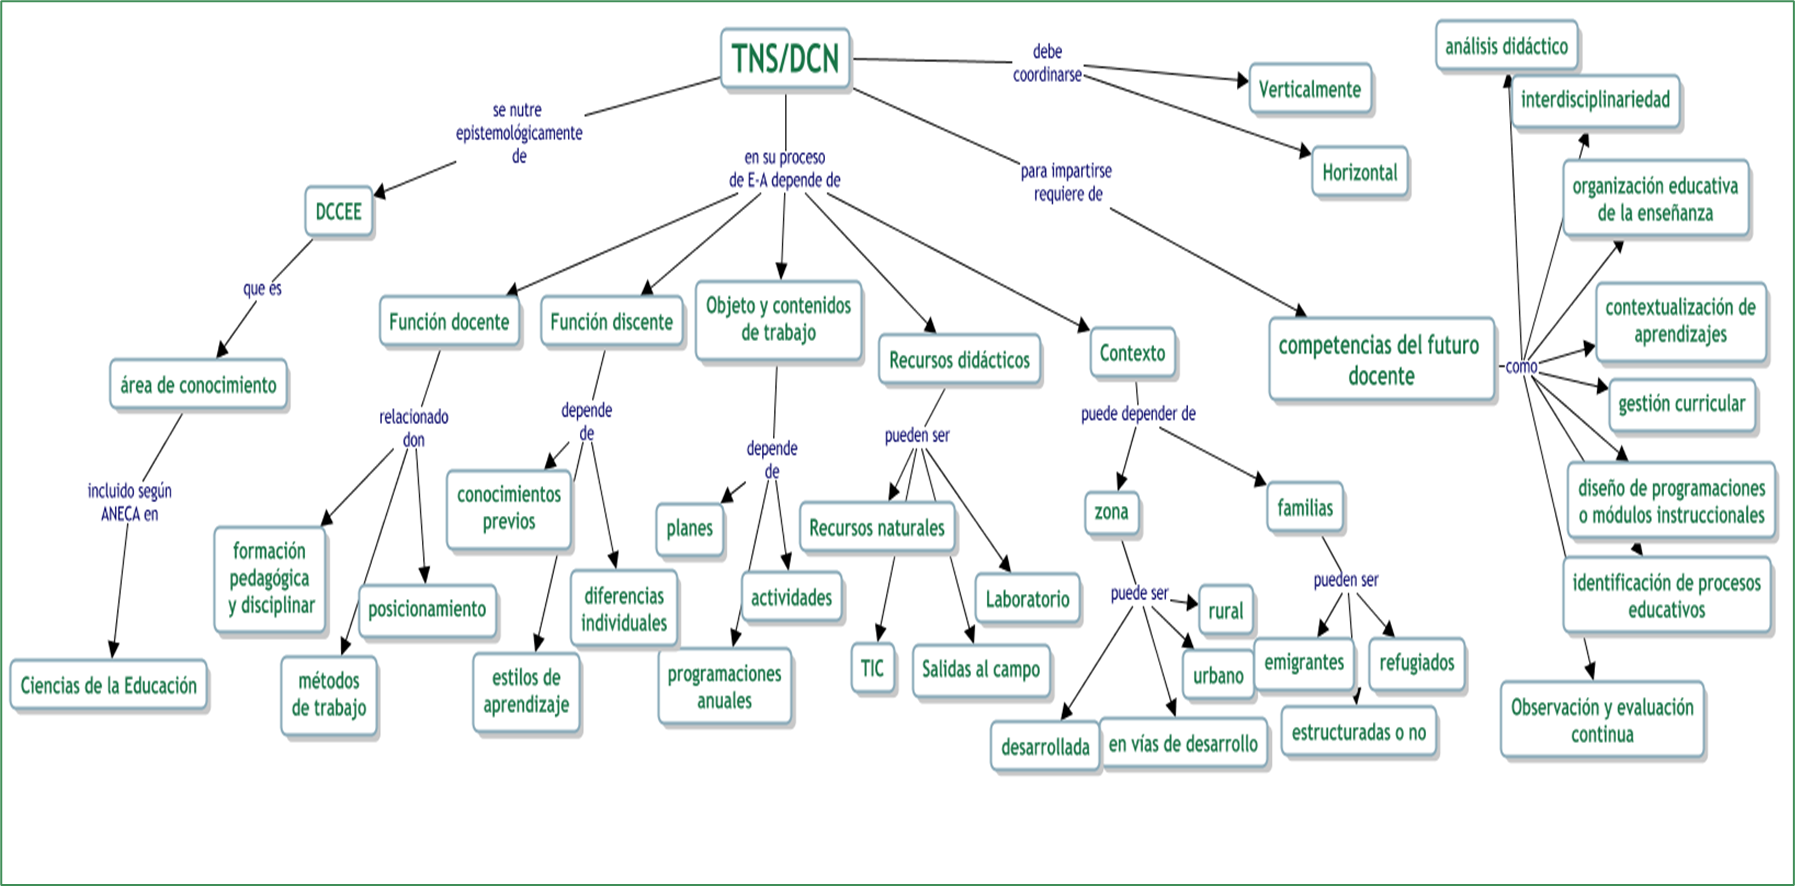 TNS/DCN
debe
coordinarse
Verticalmente
Horizontal
se nutre
epistemológicamente
de
DCCEE
que es
área de conocimiento
incluido según
ANECA en
Ciencias de la Educación
en su proceso
de E-A depende de
Función docente
relacionado
don
formación
pedagógica
y disciplinar
métodos
de trabajo
posicionamiento
Función discente
depende
de
conocimientos
previos
estilos de
aprendizaje
diferencias
individuales
Objeto y contenidos
de trabajo
depende
de
planes
programaciones
anuales
actividades
Recursos didácticos
pueden ser
Recursos naturales
TIC
Salidas al campo
Laboratorio
Contexto
puede depender de
zona
puede ser
desarrollada
en vías de desarrollo
urbano
rural
familias
pueden ser
emigrantes
estructuradas o no
refugiados
para impartirse
requiere de
competencias del futuro
docente
como
análisis didáctico
interdisciplinariedad
organización educativa
de la enseñanza
contextualización de
aprendizajes
gestión curricular
diseño de programaciones
o módulos instruccionales
identificación de procesos
educativos
Observación y evaluación
continua